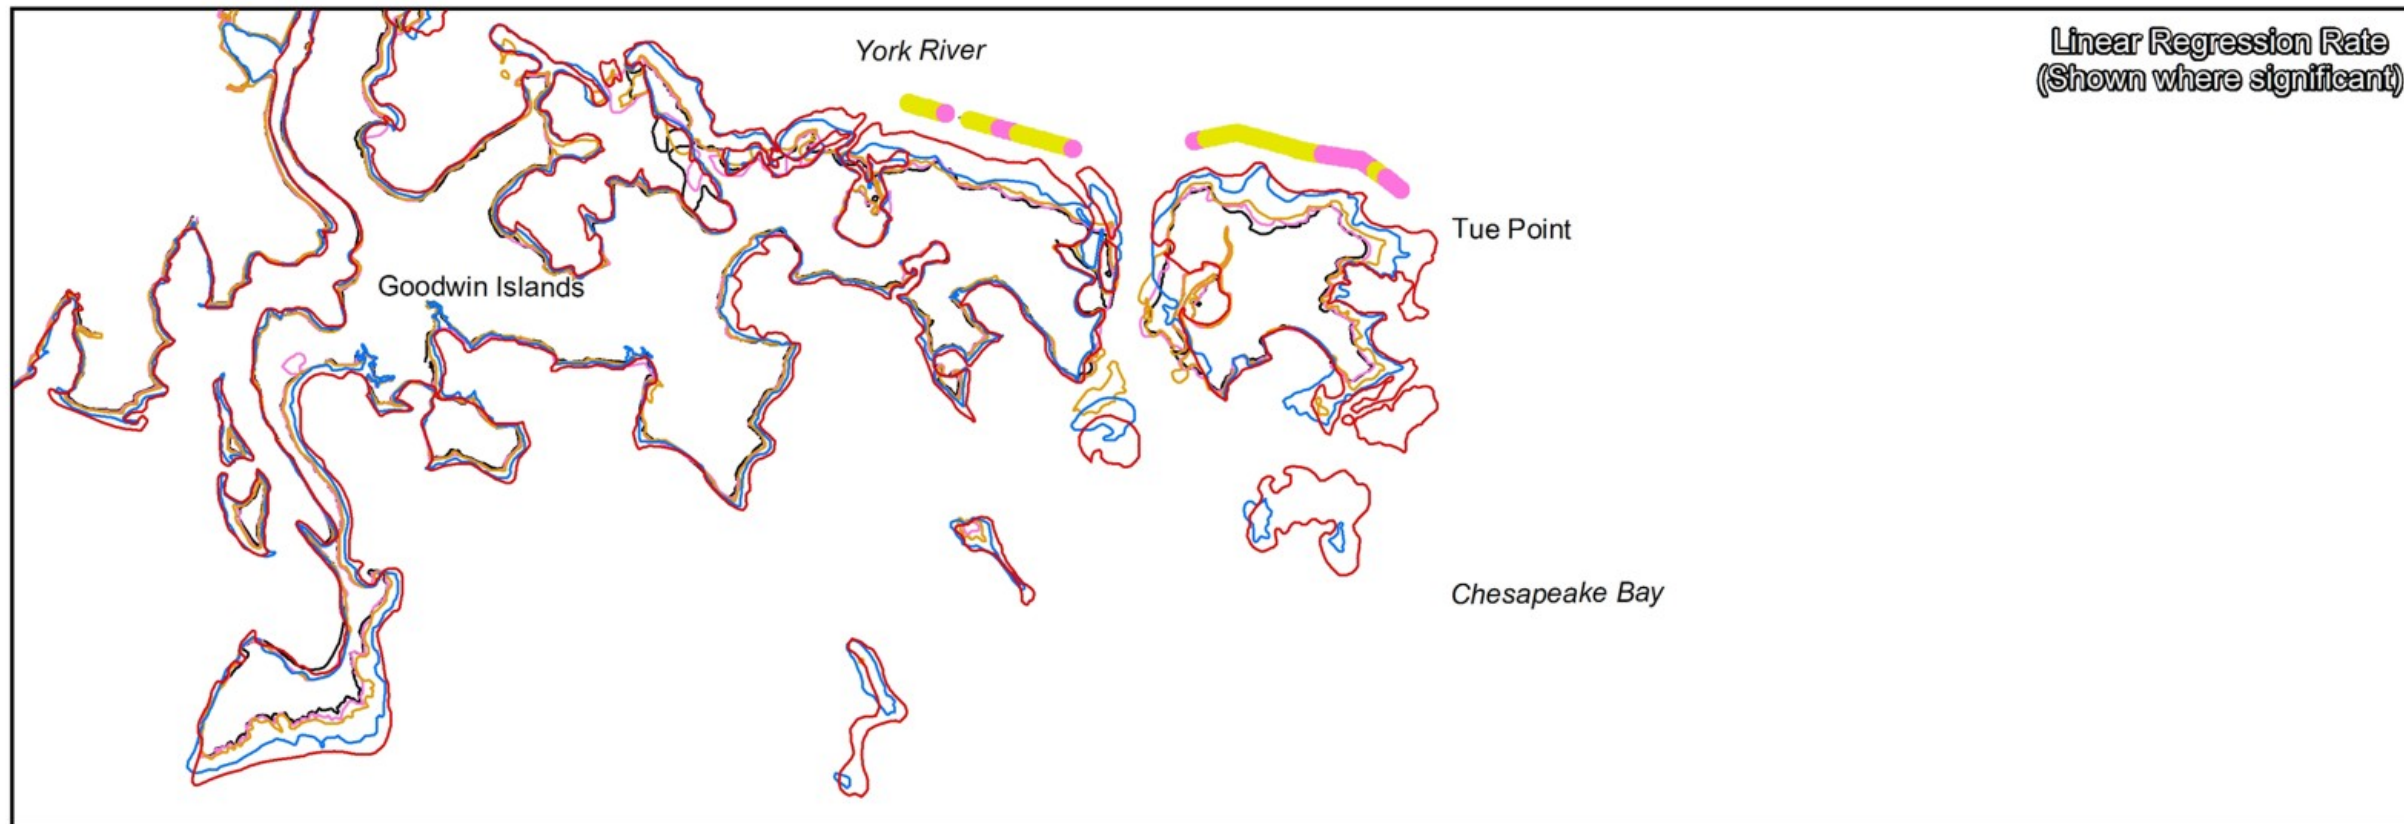 York River
Linear Regression Rate
(Shown where significant)
Tue Point
Goodwin Islands
Chesapeake Bay